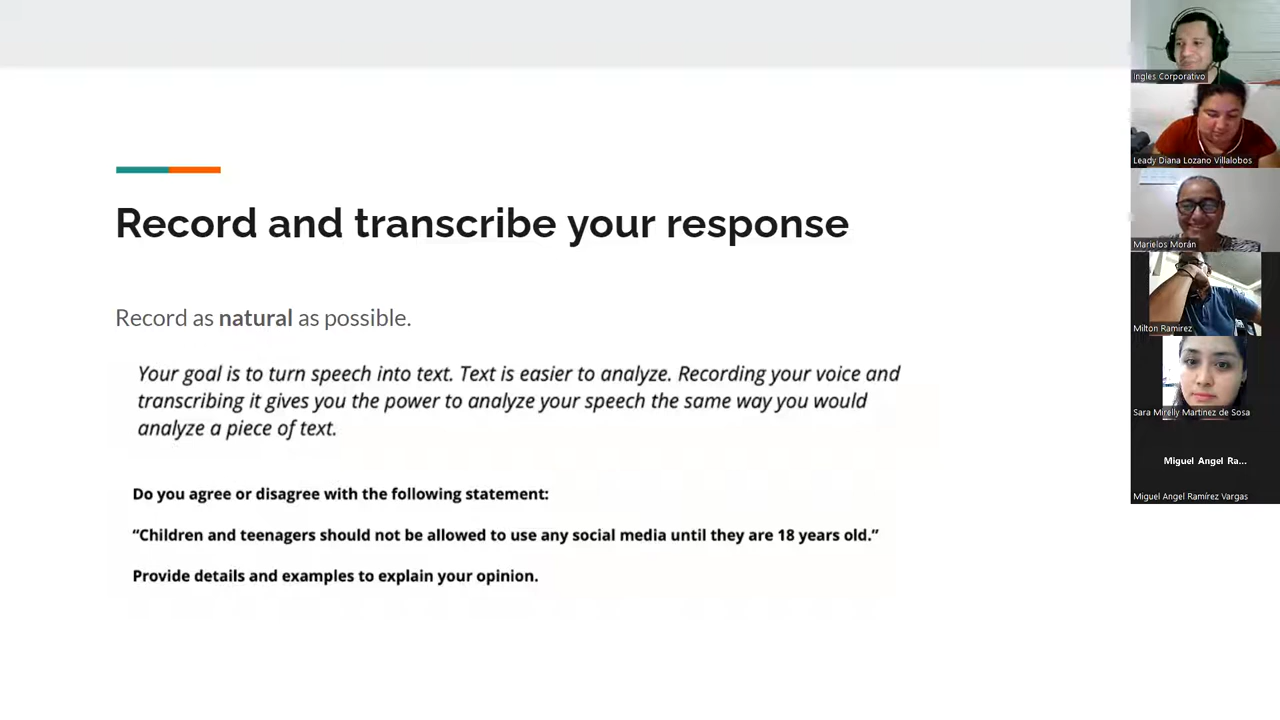 Record and transcribe your response
Record as natural as possible.
Your goal is to turn speech into text. Text is easier to analyze. Recording your voice and
transcribing it gives you the power to analyze your speech the same way you would
analyze a piece of text.
Do you agree or disagree with the following statement:
“Children and teenagers should not be allowed to use any social media until they are 18 years old.”
Provide details and examples to explain your opinion.
Ingles Corporativo
Leady Diana Lozano Villalobos
Marielos Morán
Milton Ramirez
Sara Mirelly Martinez de Sosa
Miguel Angel Ra...
Miguel Angel Ramírez Vargas